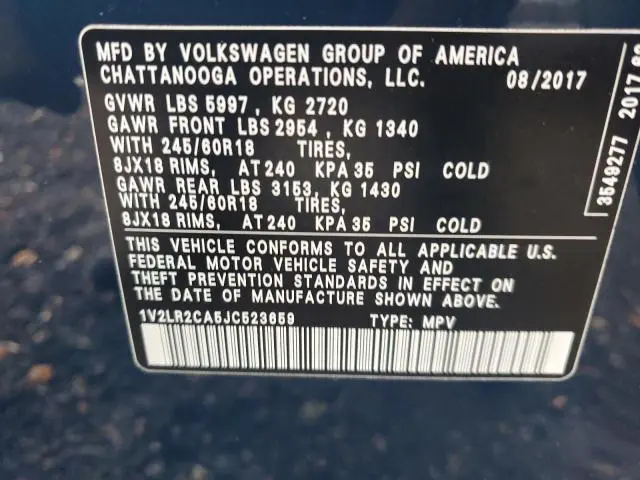 MFD BY VOLKSWAGEN GROUP OF AMERICA
CHATTANOOGA OPERATIONS, LLC. 08/2017
GVWR LBS 5997, KG 2720
GAWR FRONT LBS 2954, KG 1340
WITH 245/60R18 TIRES,
8JX18 RIMS, AT 240 KPA 35 PSI COLD
GAWR REAR LBS 3153, KG 1430
WITH 245/60R18 TIRES,
8JX18 RIMS, AT 240 KPA 35 PSI COLD
THIS VEHICLE CONFORMS TO ALL APPLICABLE U.S.
FEDERAL MOTOR VEHICLE SAFETY AND
THEFT PREVENTION STANDARDS IN EFFECT ON
THE DATE OF MANUFACTURE SHOWN ABOVE.
1V2LR2CA5JC523659 TYPE: MPV
3549277 2017